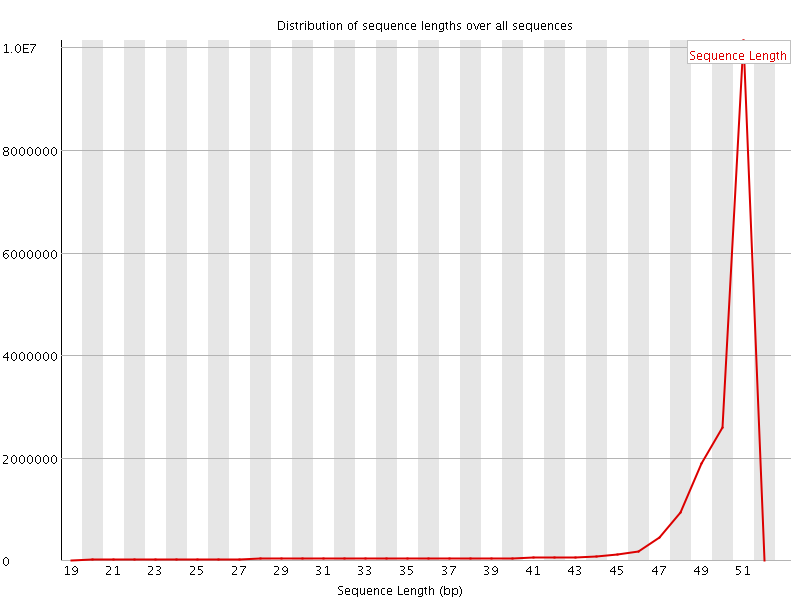 Distribution of sequence lengths over all sequences
1.0E7
Sequence Length
8000000
6000000
4000000
2000000
0
19 21 23 25 27 29 31 33 35 37 39 41 43 45 47 49 51
Sequence Length (bp)